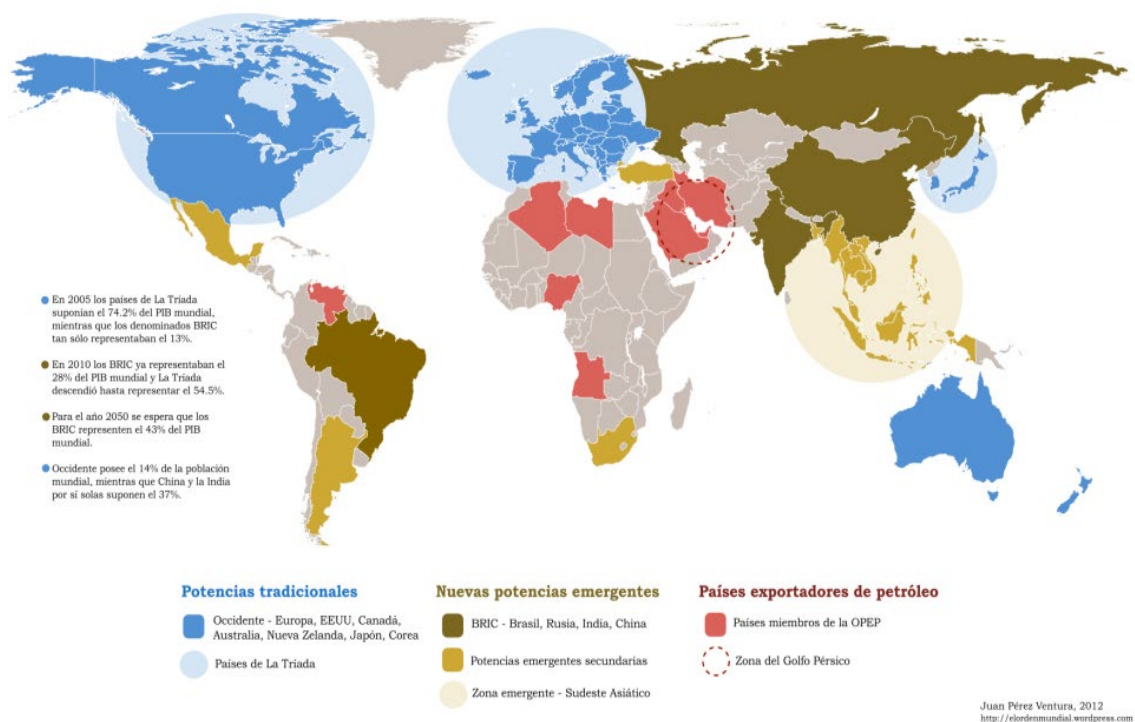 En 2005 los países de La Tríada
suponían el 74.2% del PIB mundial,
mientras que los denominados BRIC
tan sólo representaban el 13%.
En 2010 los BRIC ya representaban el
28% del PIB mundial y La Tríada
descendió hasta representar el 54.5%.
Para el año 2050 se espera que los
BRIC representen el 43% del PIB
mundial.
Occidente posee el 14% de la población
mundial, mientras que China y la India
por sí solas suponen el 37%.
Potencias tradicionales
Occidente - Europa, EEUU, Canadá,
Australia, Nueva Zelanda, Japón, Corea
Países de La Tríada
Nuevas potencias emergentes
BRIC - Brasil, Rusia, India, China
Potencias emergentes secundarias
Zona emergente - Sudeste Asiático
Países exportadores de petróleo
Países miembros de la OPEP
Zona del Golfo Pérsico
Juan Pérez Ventura, 2012
http://elordenmundial.wordpress.com